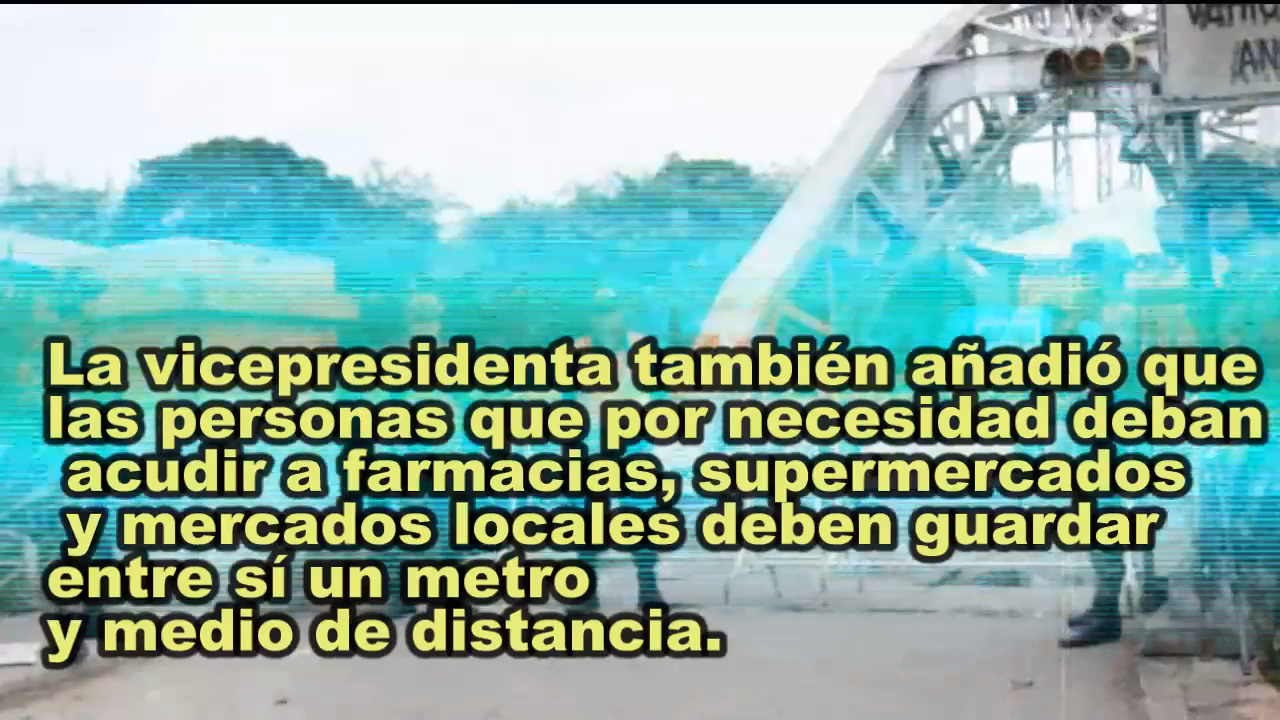 AN
La vicepresidenta también añadió que
las personas que por necesidad deban
acudir a farmacias, supermercados
y mercados locales deben guardar
entre sí un metro
y medio de distancia.